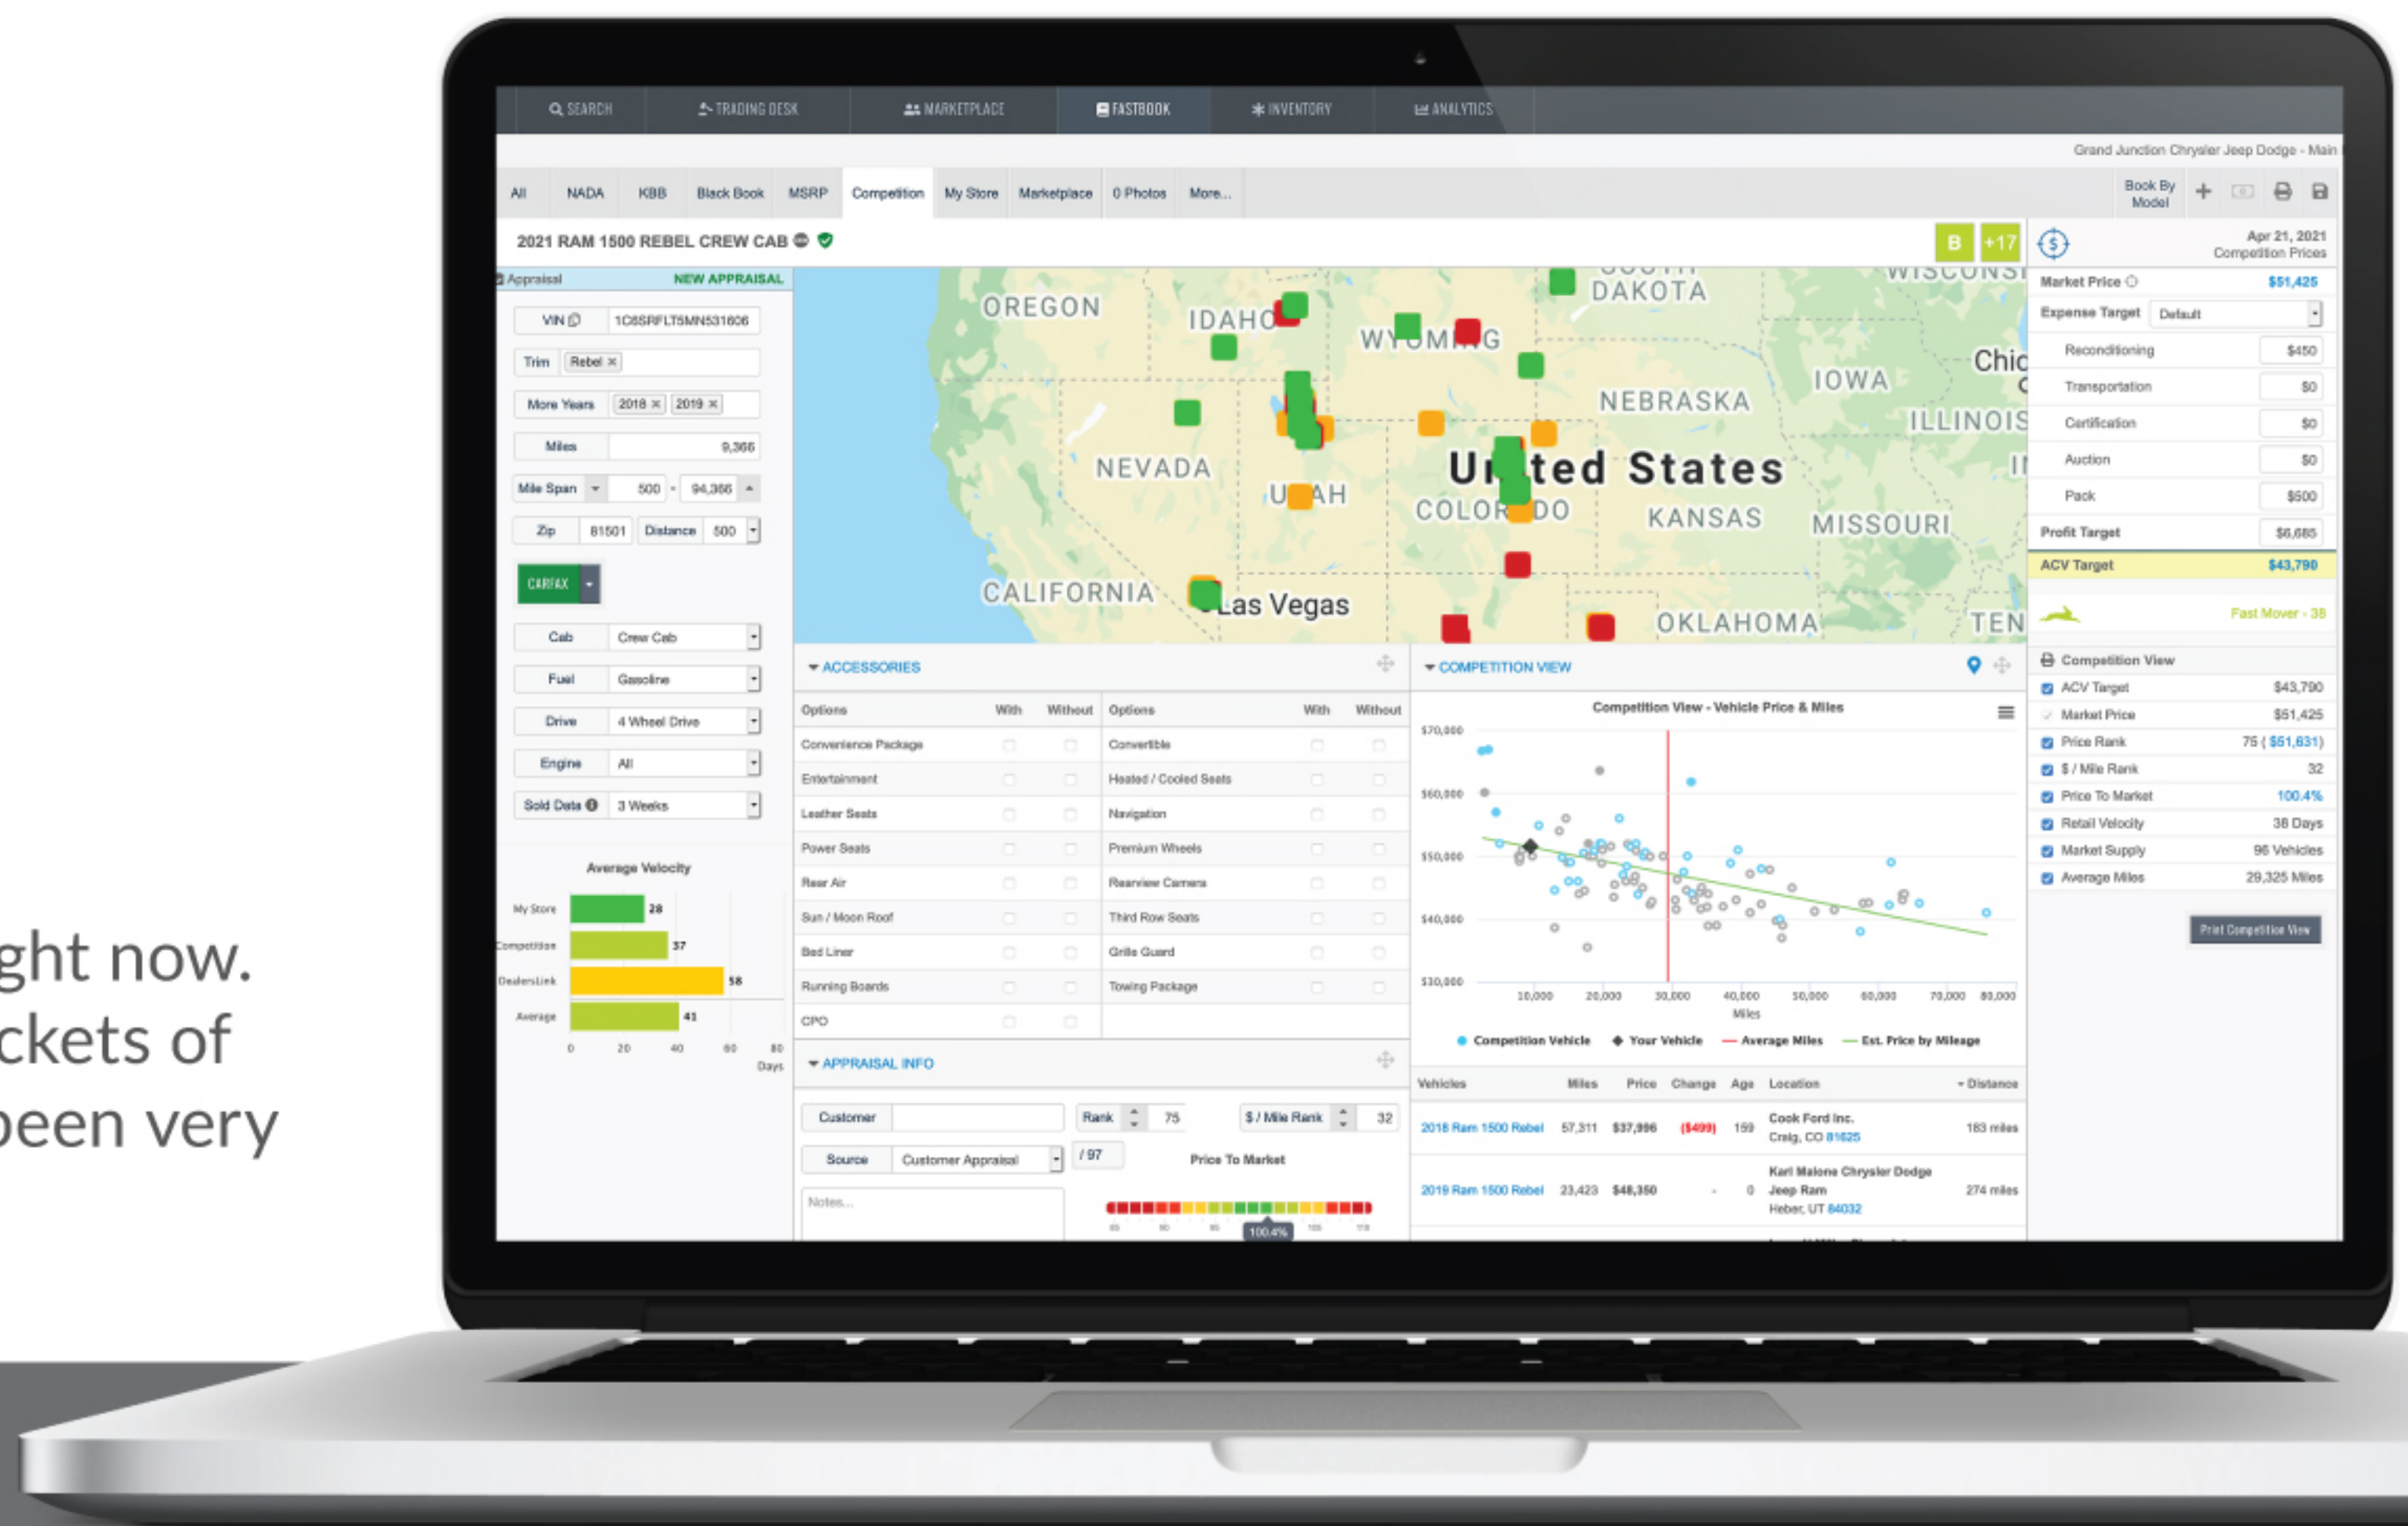 SEARCH
TRADING DESK
MARKETPLACE
FASTBOOK
INVENTORY
ANALYTICS
Grand Junction Chrysler Jeep Dodge - Main
All NADA KBB Black Book MSRP Competition My Store Marketplace 0 Photos More...
Book By
Model
2021 RAM 1500 REBEL CREW CAB
B +17
Apr 21, 2021
Competition Prices
Appraisal NEW APPRAISAL
VIN 1C6SRFLT5MN531606
Trim Rebel ×
More Years 2018 × 2019 ×
Miles 9,366
Mile Span 500 - 94,366
Zip 81501 Distance 500
CARFAX
Cab Crew Cab
Fuel Gasoline
Drive 4 Wheel Drive
Engine All
Sold Data 3 Weeks
Average Velocity
My Store 28
Competition 37
DealersLink 58
Average 41
0 20 40 60 80
Days
OREGON
IDAHO
WYOMING
SOUTH
DAKOTA
WISCONSI
NEBRASKA
IOWA
Chic
ILLINOIS
NEVADA
UTAH
United States
COLORADO
KANSAS
MISSOURI
CALIFORNIA
Las Vegas
OKLAHOMA
TEN
ACCESSORIES
Options With Without Options With Without
Convenience Package Convertible
Entertainment Heated / Cooled Seats
Leather Seats Navigation
Power Seats Premium Wheels
Rear Air Rearview Camera
Sun / Moon Roof Third Row Seats
Bed Liner Grille Guard
Running Boards Towing Package
CPO
APPRAISAL INFO
Customer Rank 75 $ / Mile Rank 32
Source Customer Appraisal / 97 Price To Market
Notes...
85 90 95 105 110
100.4%
COMPETITION VIEW
Competition View - Vehicle Price & Miles
$70,000
$60,000
$50,000
$40,000
$30,000
10,000 20,000 30,000 40,000 50,000 60,000 70,000 80,000
Miles
Competition Vehicle Your Vehicle Average Miles Est. Price by Mileage
Vehicles Miles Price Change Age Location Distance
2018 Ram 1500 Rebel 57,311 $37,996 ($499) 159 Cook Ford Inc.
Craig, CO 81625 183 miles
2019 Ram 1500 Rebel 23,423 $48,350 - 0 Karl Malone Chrysler Dodge
Jeep Ram
Heber, UT 84032 274 miles
Market Price $51,425
Expense Target Default
Reconditioning $450
Transportation $0
Certification $0
Auction $0
Pack $500
Profit Target $6,685
ACV Target $43,790
Fast Mover - 38
Competition View
ACV Target $43,790
Market Price $51,425
Price Rank 75 ( $51,631)
$ / Mile Rank 32
Price To Market 100.4%
Retail Velocity 38 Days
Market Supply 96 Vehicles
Average Miles 29,325 Miles
Print Competition View
ght now.
ckets of
been very